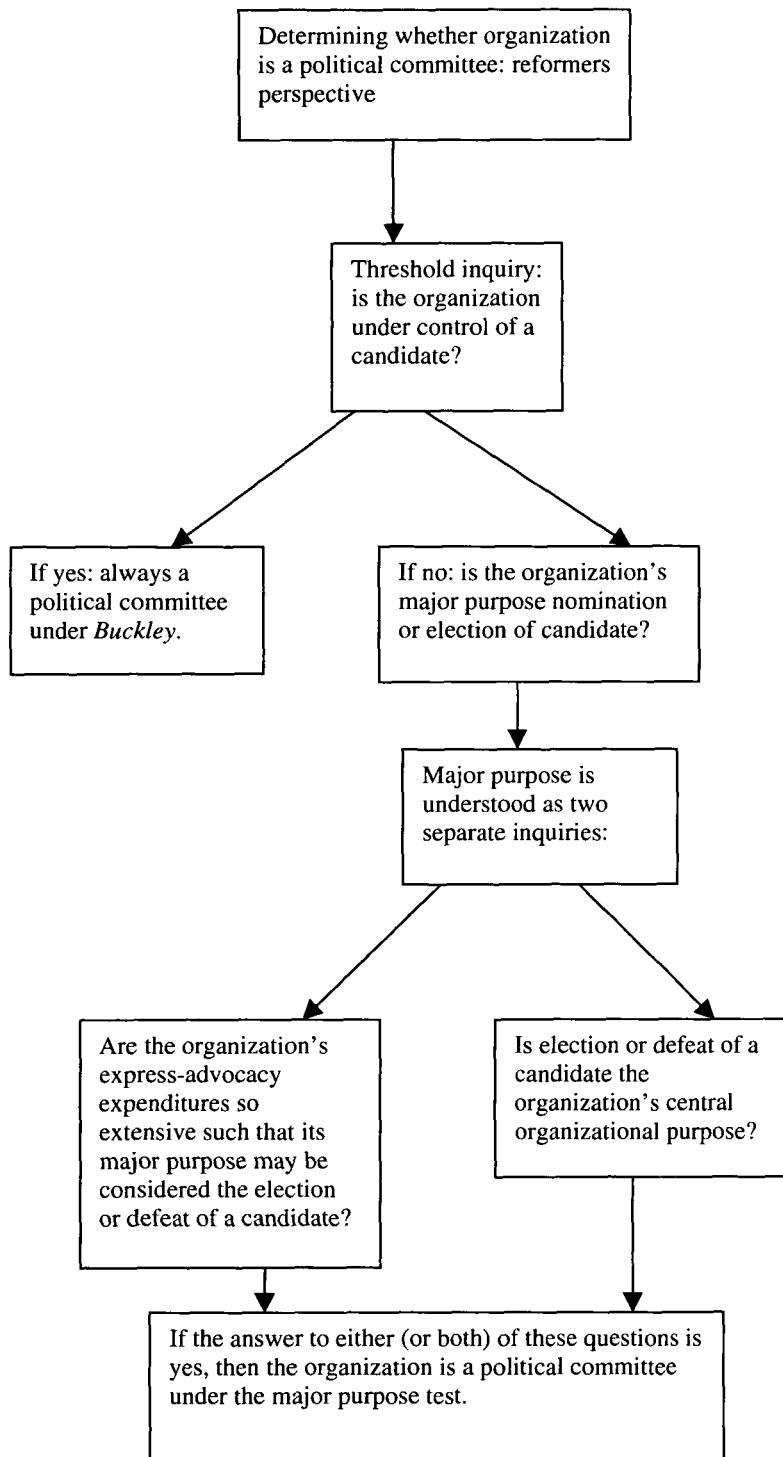 Determining whether organization
is a political committee: reformers
perspective
Threshold inquiry:
is the organization
under control of a
candidate?
If yes: always a
political committee
under Buckley.
If no: is the organization's
major purpose nomination
or election of candidate?
Major purpose is
understood as two
separate inquiries:
Are the organization's
express-advocacy
expenditures so
extensive such that its
major purpose may be
considered the election
or defeat of a candidate?
Is election or defeat of a
candidate the
organization's central
organizational purpose?
If the answer to either (or both) of these questions is
yes, then the organization is a political committee
under the major purpose test.